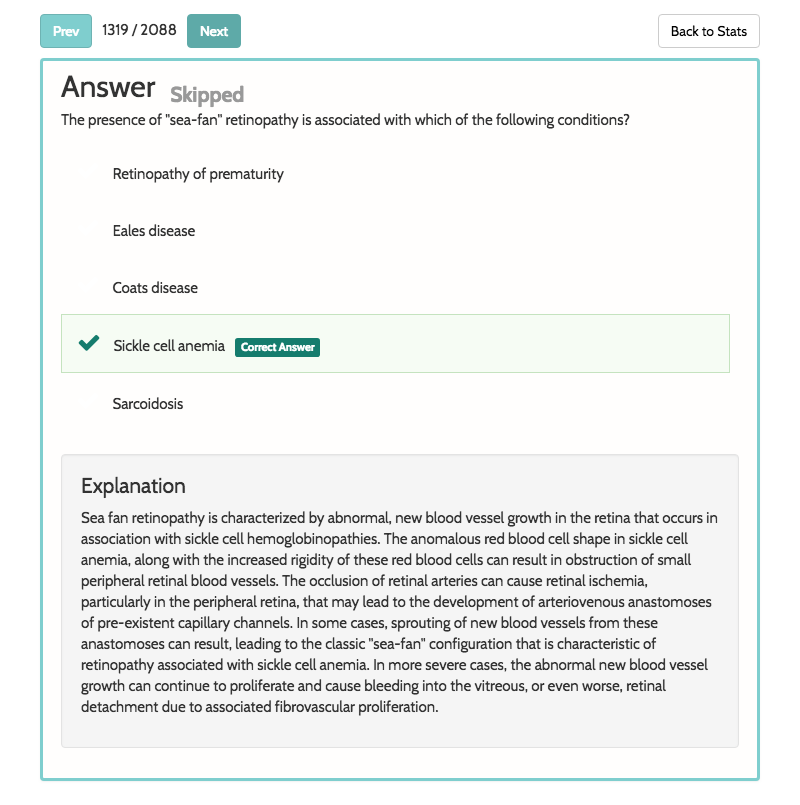 Prev 1319 / 2088 Next Back to Stats
Answer Skipped
The presence of "sea-fan" retinopathy is associated with which of the following conditions?
Retinopathy of prematurity
Eales disease
Coats disease
Sickle cell anemia Correct Answer
Sarcoidosis
Explanation
Sea fan retinopathy is characterized by abnormal, new blood vessel growth in the retina that occurs in
association with sickle cell hemoglobinopathies. The anomalous red blood cell shape in sickle cell
anemia, along with the increased rigidity of these red blood cells can result in obstruction of small
peripheral retinal blood vessels. The occlusion of retinal arteries can cause retinal ischemia,
particularly in the peripheral retina, that may lead to the development of arteriovenous anastomoses
of pre-existent capillary channels. In some cases, sprouting of new blood vessels from these
anastomoses can result, leading to the classic "sea-fan" configuration that is characteristic of
retinopathy associated with sickle cell anemia. In more severe cases, the abnormal new blood vessel
growth can continue to proliferate and cause bleeding into the vitreous, or even worse, retinal
detachment due to associated fibrovascular proliferation.